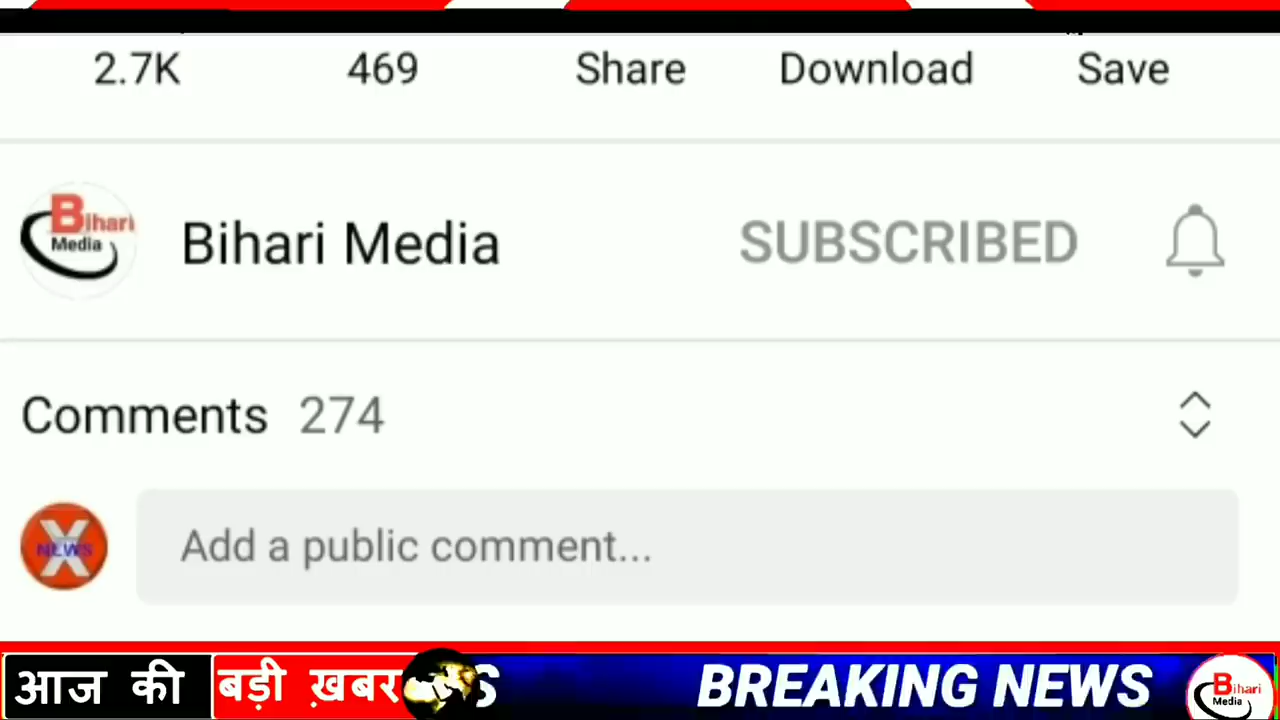 2.7K 469 Share Download Save
Bihari Media
Bihari Media SUBSCRIBED
Comments 274
NEWS
X
Add a public comment...
आज की बड़ी ख़बर S BREAKING NEWS
Bihari Media